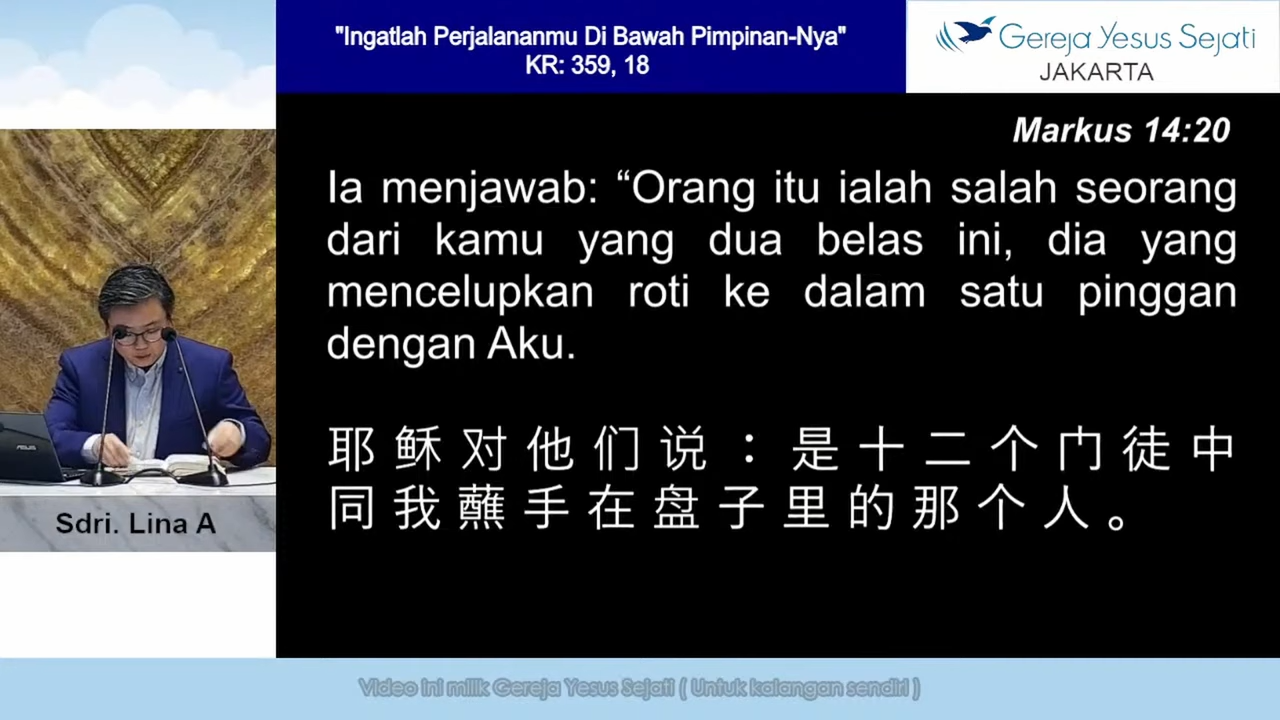 "Ingatlah Perjalananmu Di Bawah Pimpinan-Nya"
KR: 359, 18
Gereja Yesus Sejati
JAKARTA
Markus 14:20
Ia menjawab: “Orang itu ialah salah seorang
dari kamu yang dua belas ini, dia yang
mencelupkan roti ke dalam satu pinggan
dengan Aku.
耶稣对他们说：是十二个门徒中
同我蘸手在盘子里的那个人。
ASUS
Sdri. Lina A
Video ini milik Gereja Yesus Sejati ( Untuk kalangan sendiri )